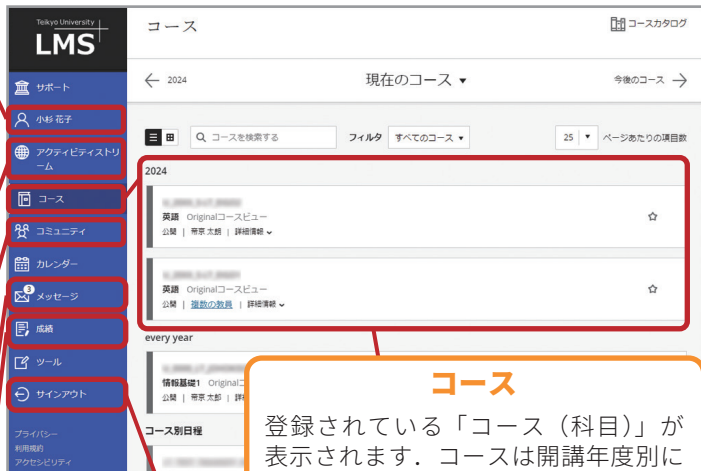 Teikyo University
LMS
サポート
小杉 花子
アクティビティストリ
ーム
コース
コミュニティ
カレンダー
3
メッセージ
成績
ツール
サインアウト
プライバシー
利用規約
アクセシビリティ
コース
コースカタログ
← 2024
現在のコース ▼
今後のコース →
コースを検索する
フィルタ すべてのコース ▼
25 ▼ ページあたりの項目数
2024
英語 Originalコースビュー
公開 | 帝京 太朗 | 詳細情報
英語 Originalコースビュー
公開 | 複数の教員 | 詳細情報
every year
情報基礎1 Original
公開 | 帝京 太郎 |
コース別日程
コース
登録されている「コース（科目）」が
表示されます．コースは開講年度別に